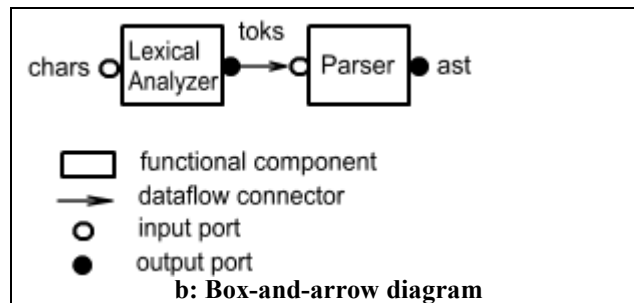 toks
chars
Lexical
Analyzer
Parser
ast
functional component
dataflow connector
input port
output port
b: Box-and-arrow diagram